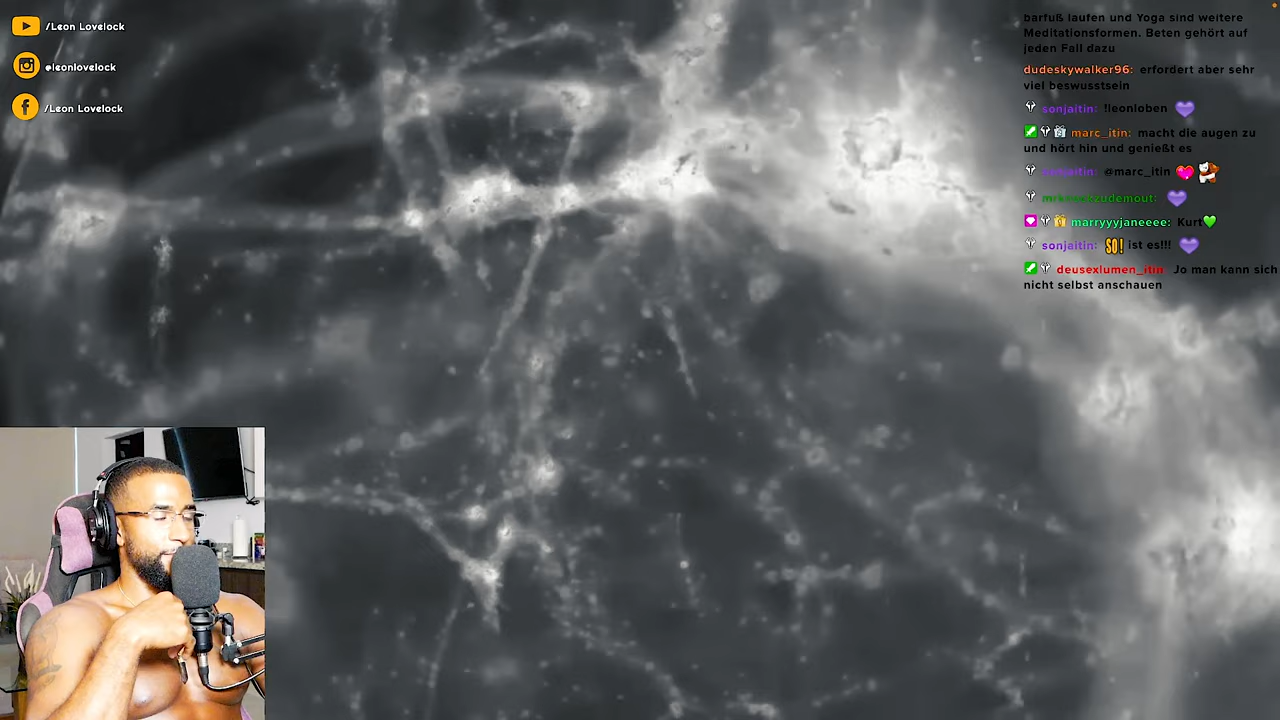 /Leon Lovelock
@leonlovelock
/Leon Lovelock
barfuß laufen und Yoga sind weitere
Meditationsformen. Beten gehört auf
jeden Fall dazu
dudeskywalker96: erfordert aber sehr
viel beswusstsein
sonjaitin: !leonloben
marc_itin: macht die augen zu
und hört hin und genießt es
sonjaitin: @marc_itin
marryyyjaneeee: Kurt
sonjaitin: SO! ist es!!!
deusexlumen_itin: Jo man kann sich
nicht selbst anschauen